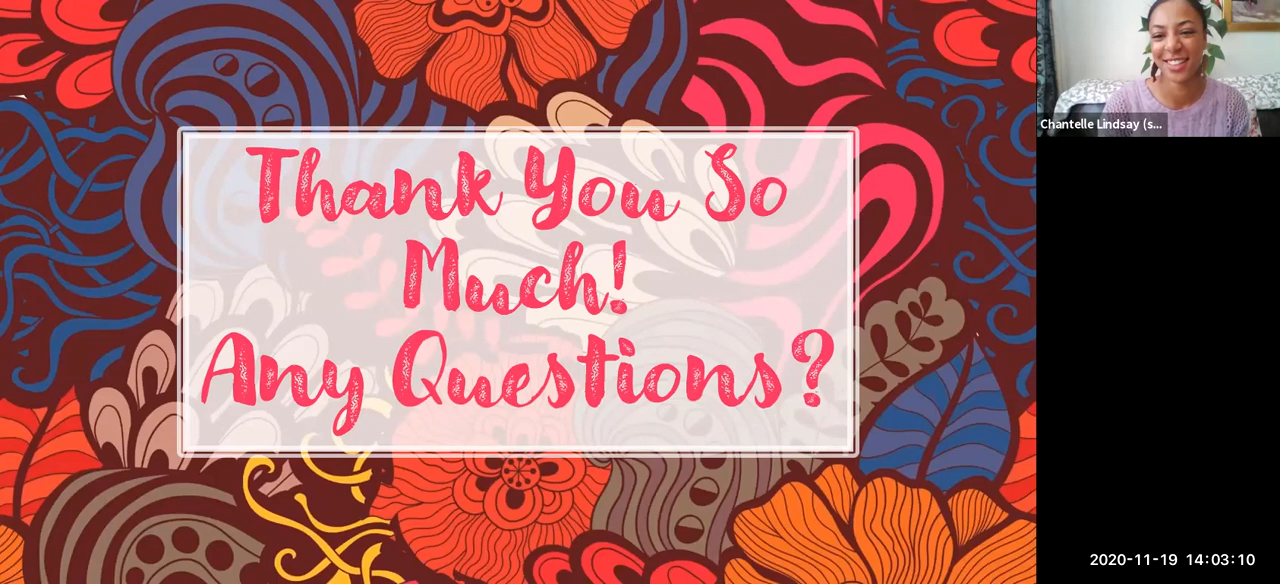 Thank You So
Much!
Any Questions?
Chantelle Lindsay (s...
2020-11-19 14:03:10